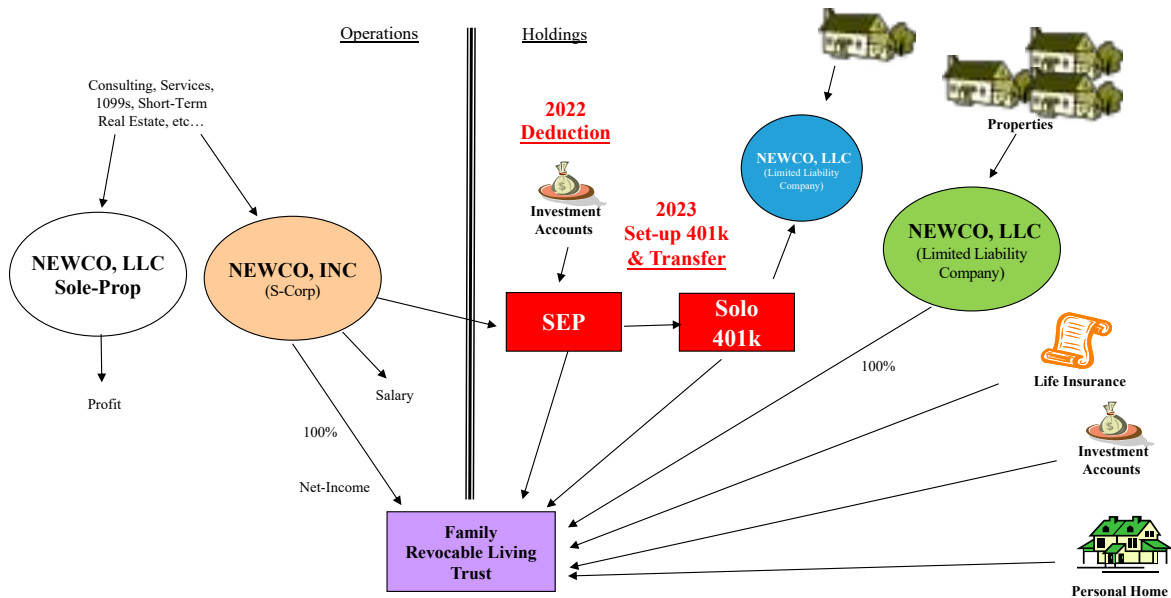 Operations
Holdings
Consulting, Services,
1099s, Short-Term
Real Estate, etc…
2022
Deduction
Properties
NEWCO, LLC
(Limited Liability
Company)
Investment
Accounts
2023
Set-up 401k
& Transfer
NEWCO, LLC
(Limited Liability
Company)
NEWCO, LLC
Sole-Prop
NEWCO, INC
(S-Corp)
SEP
Solo
401k
100%
Life Insurance
Profit
Salary
100%
Investment
Accounts
Net-Income
Family
Revocable Living
Trust
Personal Home